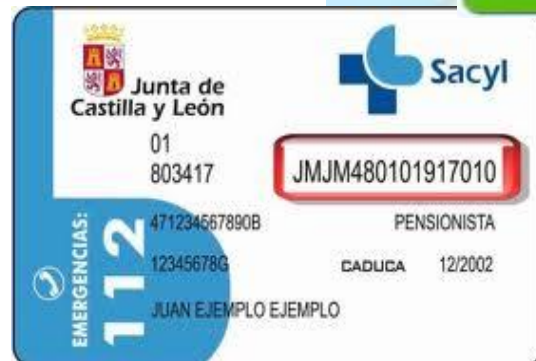 Junta de
Castilla y León
Sacyl
01
803417
JMJM480101917010
471234567890B
PENSIONISTA
12345678G
CADUCA 12/2002
JUAN EJEMPLO EJEMPLO
EMERGENCIAS:
112